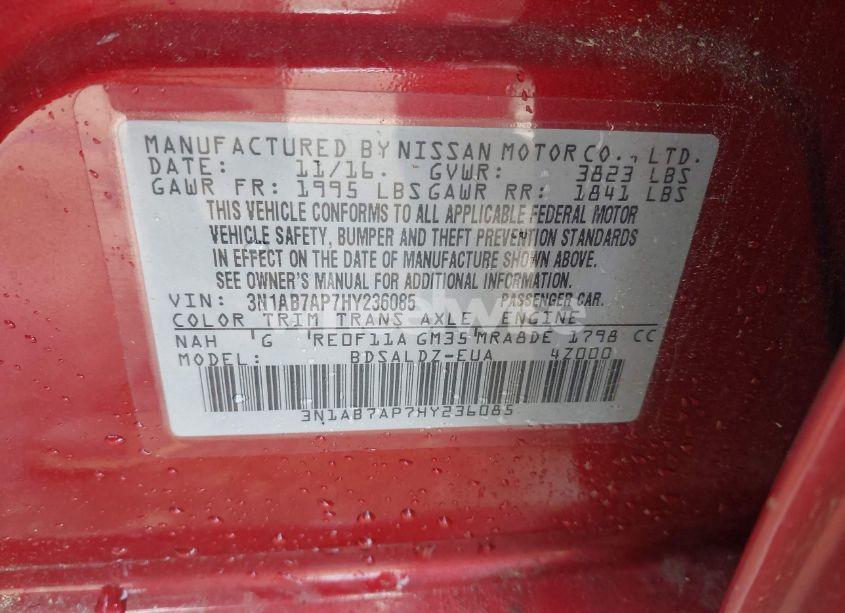 MANUFACTURED BY NISSAN MOTOR CO., LTD.
DATE: 11/16. GVWR: 3823 LBS
GAWR FR: 1995 LBS GAWR RR: 1841 LBS
THIS VEHICLE CONFORMS TO ALL APPLICABLE FEDERAL MOTOR
VEHICLE SAFETY, BUMPER AND THEFT PREVENTION STANDARDS
IN EFFECT ON THE DATE OF MANUFACTURE SHOWN ABOVE.
SEE OWNER'S MANUAL FOR ADDITIONAL INFORMATION.
VIN: 3N1AB7AP7HY236085 PASSENGER CAR.
COLOR TRIM TRANS AXLE ENGINE
NAH 'G 'RE0F11A GM35 MRA8DE 1798 CC
MODEL: BDSALDZ-EUA 4Z000
3N1AB7AP7HY236085